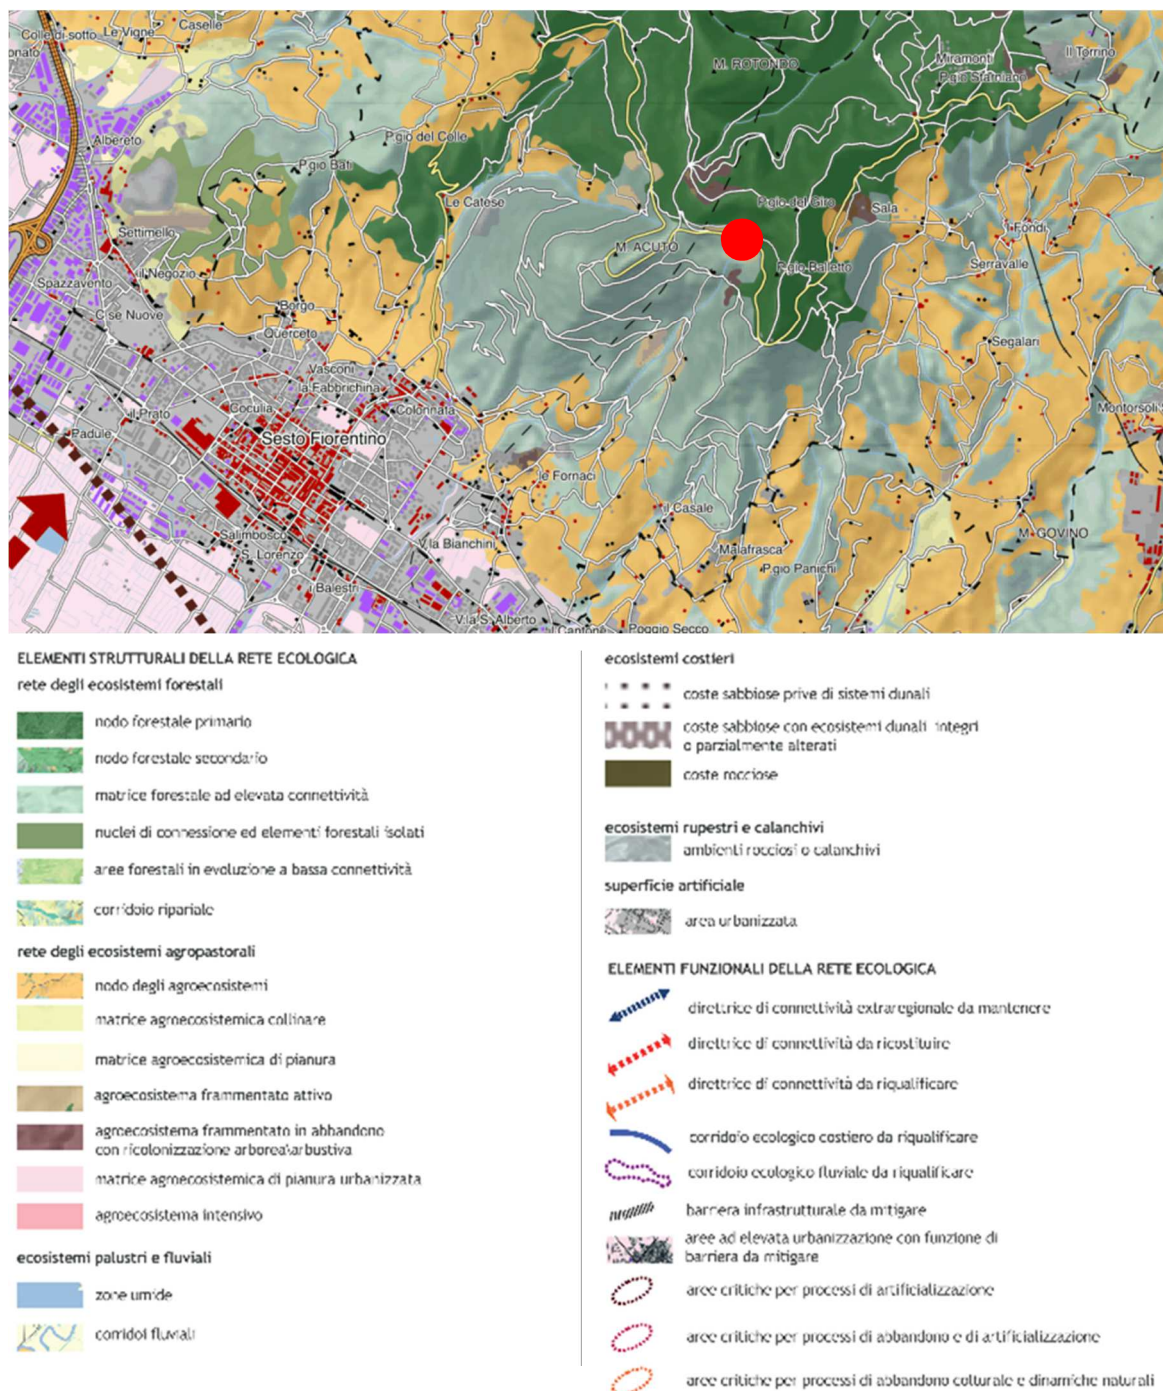 Colle di sotto
Le Vigne
Caselle
onato
Albereto
P.gio del Colle
P.gio Bati
Le Catese
Settimello
il Negozio
Spazzavento
C.se Nuove
Borgo
Querceto
Vasconi
la Fabbrichina
Colonnata
Coculia
il Prato
Padule
Sesto Fiorentino
le Fornaci
Salimbosco
S. Lorenzo
V.la Bianchini
i Balestri
V.la S. Alberto
Il Cantone
Poggio Secco
il Casale
Malafrasca
P.gio Panichi
M. GOVINO
M. ROTONDO
Miramonti
Il Torrino
P.gio del Giro
Sala
M. ACUTO
P.gio Balletto
I Fondi
Serravalle
Segalari
Montorsoli
ELEMENTI STRUTTURALI DELLA RETE ECOLOGICA
rete degli ecosistemi forestali
nodo forestale primario
nodo forestale secondario
matrice forestale ad elevata connettività
nuclei di connessione ed elementi forestali isolati
aree forestali in evoluzione a bassa connettività
corridoio ripariale
rete degli ecosistemi agropastorali
nodo degli agroecosistemi
matrice agroecosistemica collinare
matrice agroecosistemica di pianura
agroecosistema frammentato attivo
agroecosistema frammentato in abbandono
con ricolonizzazione arborea\arbustiva
matrice agroecosistemica di pianura urbanizzata
agroecosistema intensivo
ecosistemi palustri e fluviali
zone umide
corridoi fluviali
ecosistemi costieri
coste sabbiose prive di sistemi dunali
coste sabbiose con ecosistemi dunali integri
o parzialmente alterati
coste rocciose
ecosistemi rupestri e calanchivi
ambienti rocciosi o calanchivi
superficie artificiale
area urbanizzata
ELEMENTI FUNZIONALI DELLA RETE ECOLOGICA
direttrice di connettività extraregionale da mantenere
direttrice di connettività da ricostituire
direttrice di connettività da riqualificare
corridoio ecologico costiero da riqualificare
corridoio ecologico fluviale da riqualificare
barriera infrastrutturale da mitigare
aree ad elevata urbanizzazione con funzione di
barriera da mitigare
aree critiche per processi di artificializzazione
aree critiche per processi di abbandono e di artificializzazione
aree critiche per processi di abbandono colturale e dinamiche naturali